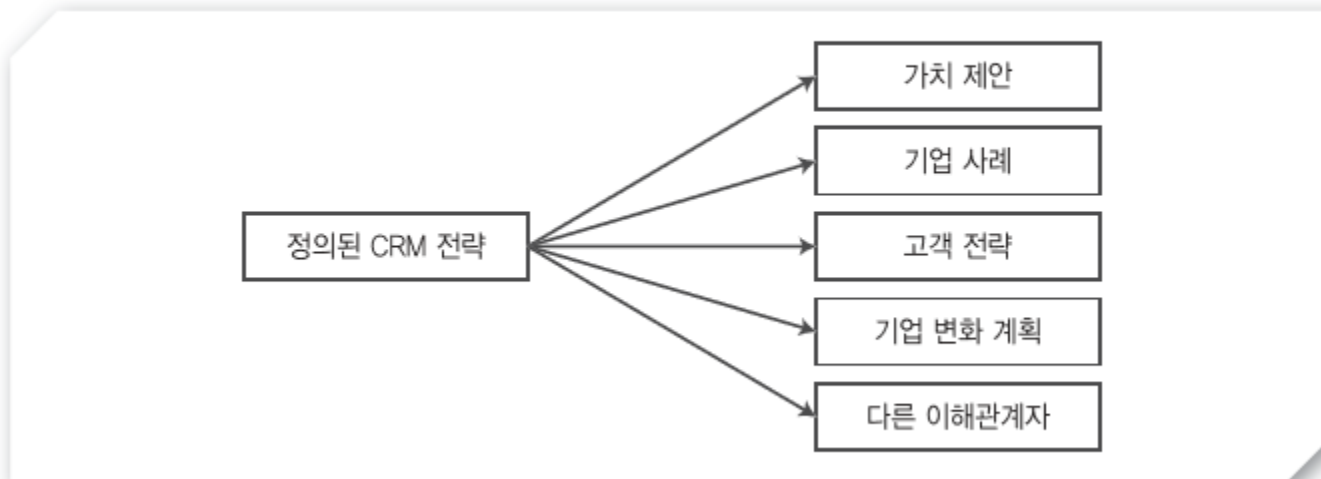 가치 제안
기업 사례
정의된 CRM 전략
고객 전략
기업 변화 계획
다른 이해관계자